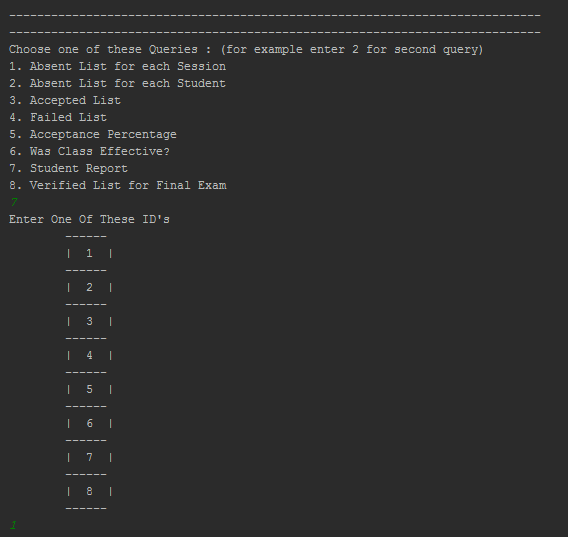 ----------------------------------------------------------------------------
----------------------------------------------------------------------------
Choose one of these Queries : (for example enter 2 for second query)
1. Absent List for each Session
2. Absent List for each Student
3. Accepted List
4. Failed List
5. Acceptance Percentage
6. Was Class Effective?
7. Student Report
8. Verified List for Final Exam
7
Enter One Of These ID's
------
|  1  |
------
|  2  |
------
|  3  |
------
|  4  |
------
|  5  |
------
|  6  |
------
|  7  |
------
|  8  |
------
1